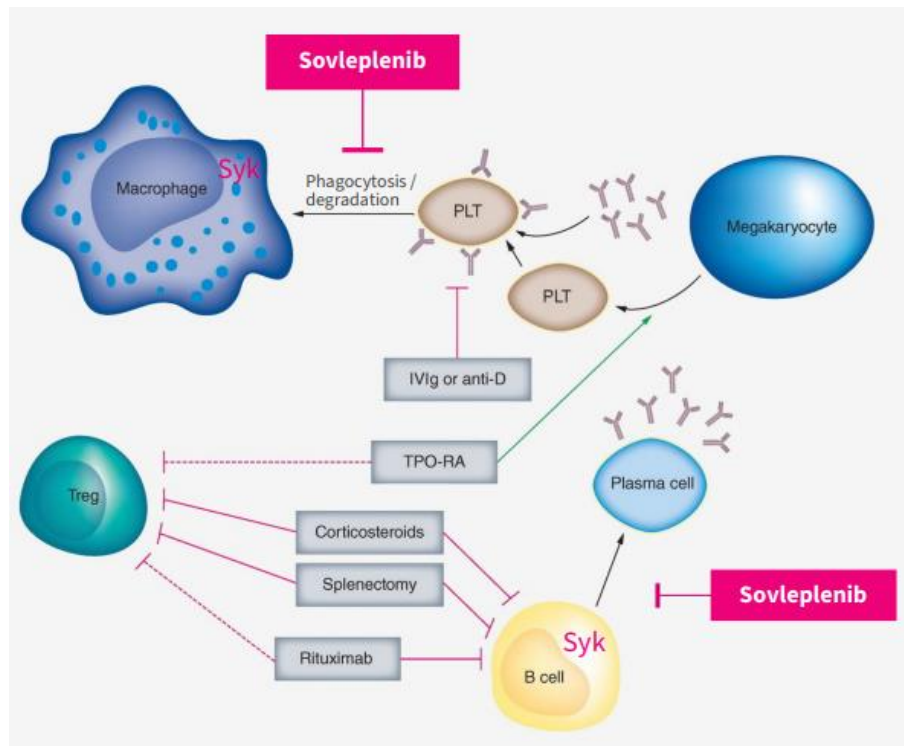 Sovleplenib
Syk
Macrophage
Phagocytosis /
degradation
PLT
Megakaryocyte
PLT
IVIg or anti-D
TPO-RA
Treg
Plasma cell
Corticosteroids
Splenectomy
Sovleplenib
Syk
Rituximab
B cell